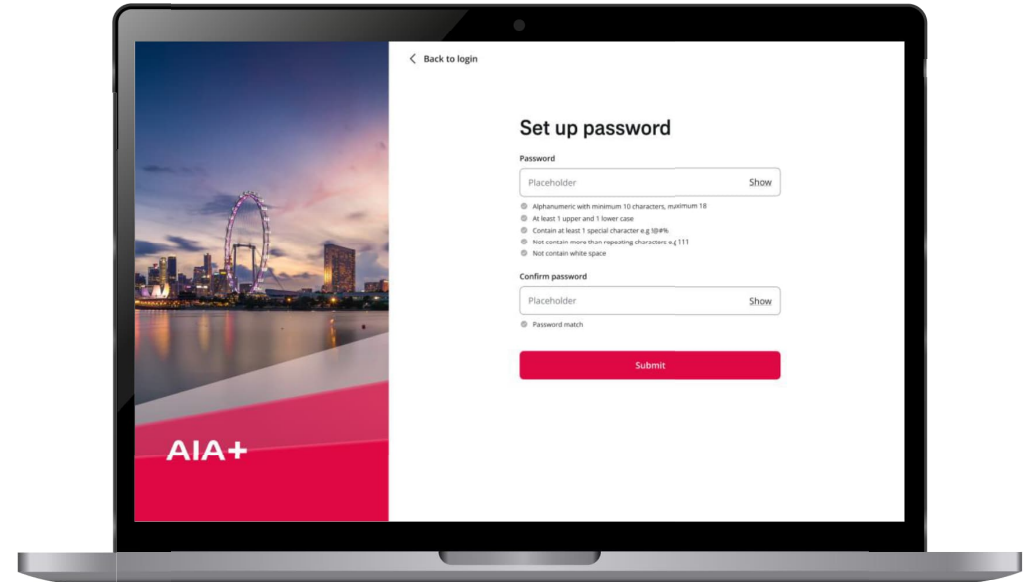 Back to login
Set up password
Password
Placeholder Show
Alphanumeric with minimum 10 characters, maximum 18
At least 1 upper and 1 lower case
Contain at least 1 special character e.g !@#%
Not contain more than repeating characters e.g 111
Not contain white space
Confirm password
Placeholder Show
Password match
Submit
AIA+